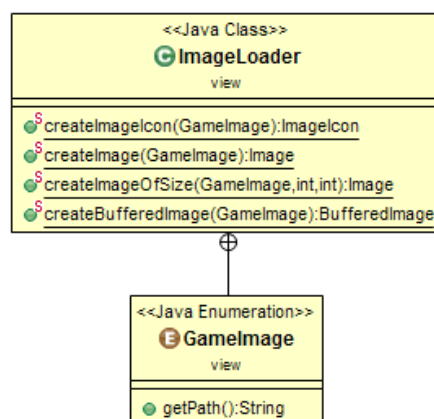 <<Java Class>>
C ImageLoader
view
S createImageIcon(GameImage):ImageIcon
S createImage(GameImage):Image
S createImageOfSize(GameImage,int,int):Image
S createBufferedImage(GameImage):BufferedImage
<<Java Enumeration>>
E GameImage
view
getPath():String